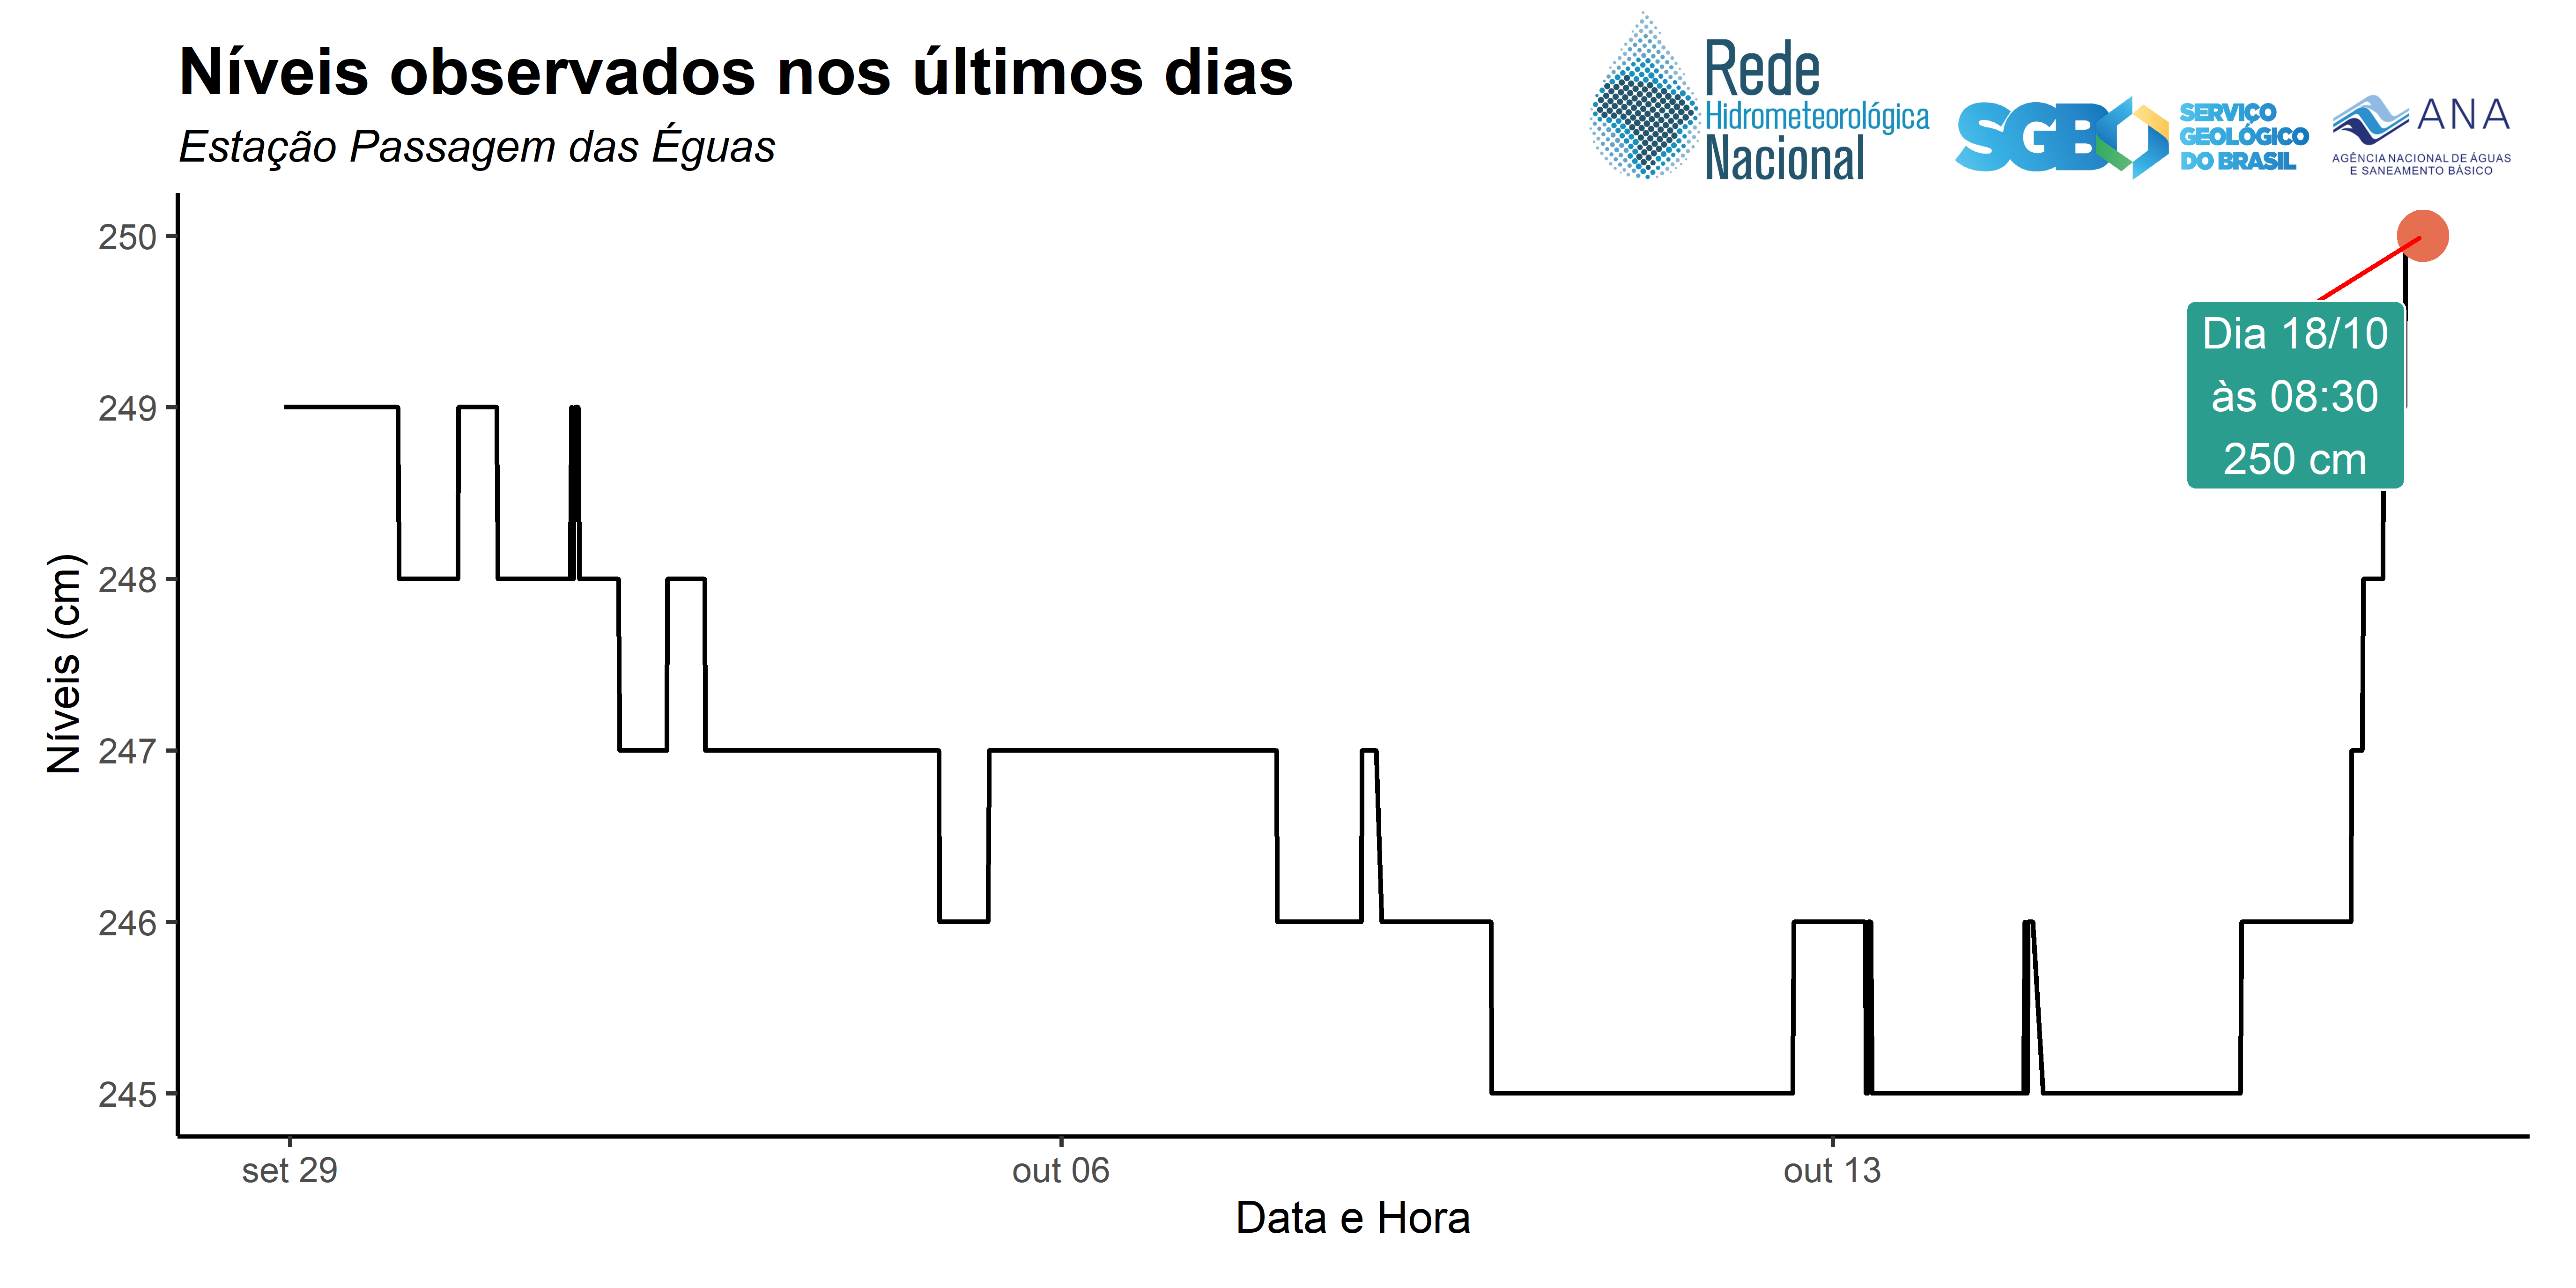 Níveis observados nos últimos dias
Estação Passagem das Éguas
Rede
Hidrometeorológica
Nacional
SGB
SERVIÇO
GEOLÓGICO
DO BRASIL
ANA
AGÊNCIA NACIONAL DE ÁGUAS
E SANEAMENTO BÁSICO
250
249
248
247
246
245
Níveis (cm)
Dia 18/10
às 08:30
250 cm
set 29
out 06
out 13
Data e Hora